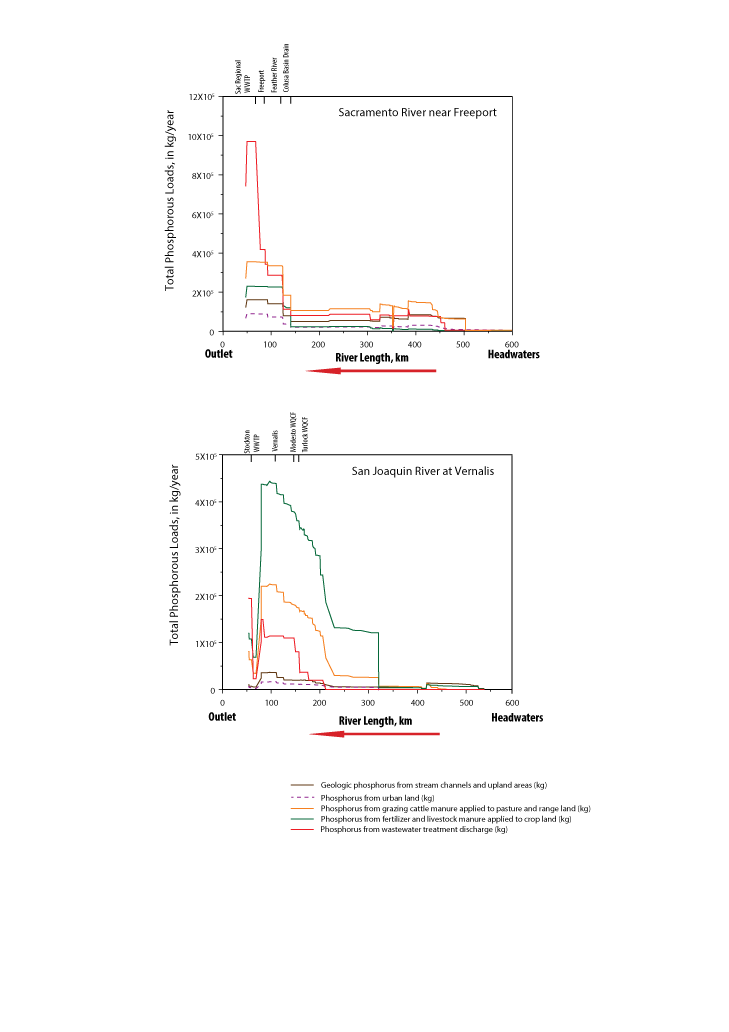 Sac Regional
WWTP
Freeport
Feather River
Colusa Basin Drain
Sacramento River near Freeport
Total Phosphorous Loads, in kg/year
12X10⁵
10X10⁵
8X10⁵
6X10⁵
4X10⁵
2X10⁵
0
0 100 200 300 400 500 600
Outlet River Length, km Headwaters
Stockton
WWTP
Vernalis
Modesto WQCF
Turlock WQCF
San Joaquin River at Vernalis
Total Phosphorous Loads, in kg/year
5X10⁵
4X10⁵
3X10⁵
2X10⁵
1X10⁵
0
0 100 200 300 400 500 600
Outlet River Length, km Headwaters
Geologic phosphorus from stream channels and upland areas (kg)
Phosphorus from urban land (kg)
Phosphorus from grazing cattle manure applied to pasture and range land (kg)
Phosphorus from fertilizer and livestock manure applied to crop land (kg)
Phosphorus from wastewater treatment discharge (kg)